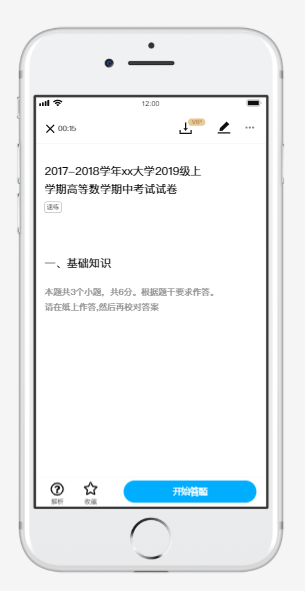 12:00
00:15
VIP
2017-2018学年xx大学2019级上
学期高等数学期中考试试卷
速练
一、基础知识
本题共3个小题，共6分。根据题干要求作答。
请在纸上作答,然后再校对答案
解析
收藏
开始答题